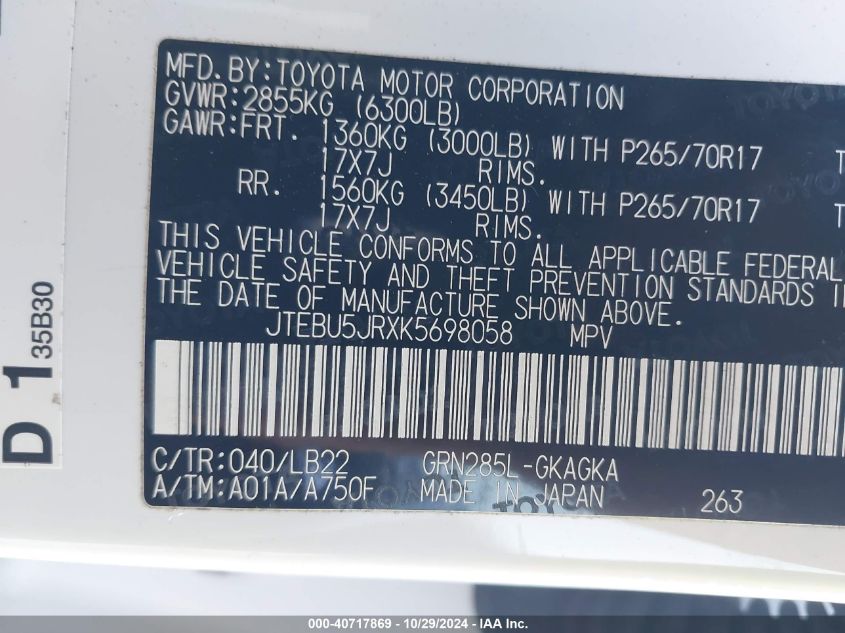 MFD. BY: TOYOTA MOTOR CORPORATION
GVWR: 2855KG (6300LB)
GAWR: FRT. 1360KG (3000LB) WITH P265/70R17 T
17X7J RIMS.
RR. 1560KG (3450LB) WITH P265/70R17 T
17X7J RIMS.
THIS VEHICLE CONFORMS TO ALL APPLICABLE FEDERAL
VEHICLE SAFETY AND THEFT PREVENTION STANDARDS I
THE DATE OF MANUFACTURE SHOWN ABOVE.
JTEBU5JRXK5698058 MPV
C/TR: 040/LB22 GRN285L-GKAGKA
A/TM: A01A/A750F MADE IN JAPAN 263
D 1 35B30
000-40717869 • 10/29/2024 • IAA Inc.